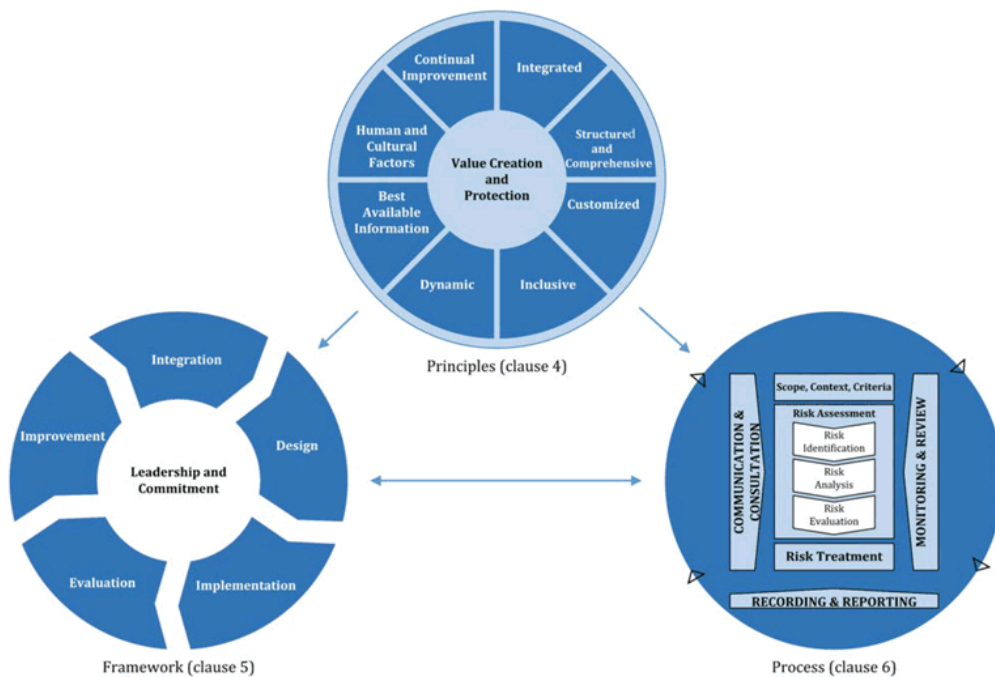 Continual
Improvement
Integrated
Human and
Cultural
Factors
Structured
and
Comprehensive
Value Creation
and
Protection
Best
Available
Information
Customized
Dynamic
Inclusive
Principles (clause 4)
Integration
Improvement
Design
Leadership and
Commitment
Evaluation
Implementation
Framework (clause 5)
Scope, Context, Criteria
COMMUNICATION &
CONSULTATION
Risk Assessment
Risk
Identification
Risk
Analysis
Risk
Evaluation
MONITORING & REVIEW
Risk Treatment
RECORDING & REPORTING
Process (clause 6)